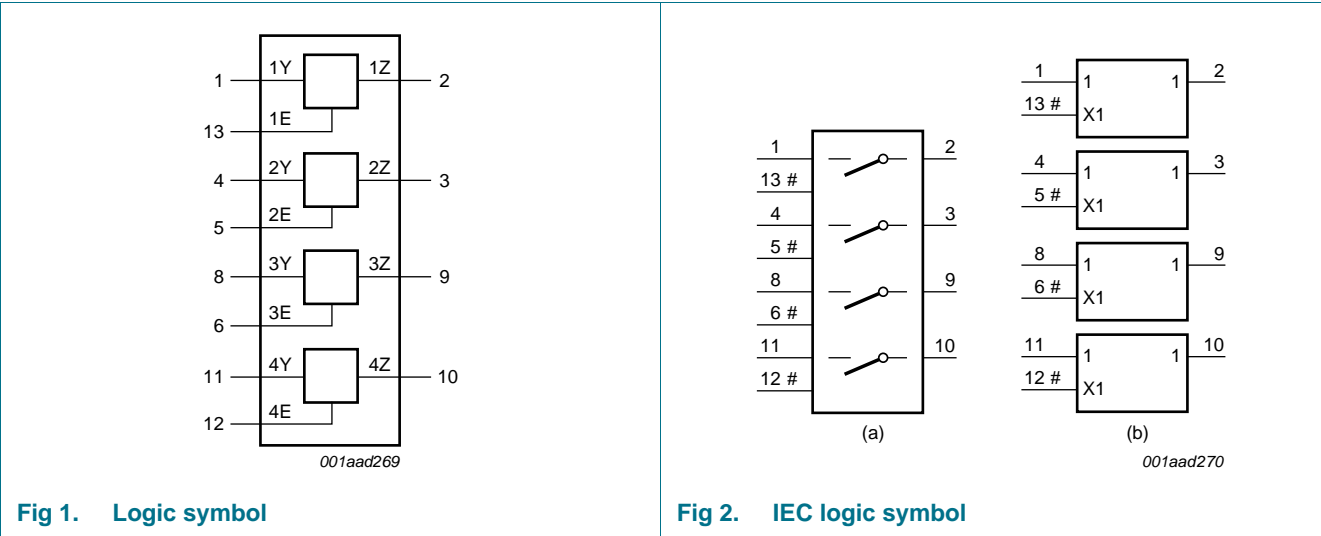 1 1Y 1Z 2
13 1E
4 2Y 2Z 3
5 2E
8 3Y 3Z 9
6 3E
11 4Y 4Z 10
12 4E
001aad269
Fig 1. Logic symbol
1 2
13 #
4 3
5 #
8 9
6 #
11 10
12 #
(a)
1 1 1 2
13 # X1
4 1 1 3
5 # X1
8 1 1 9
6 # X1
11 1 1 10
12 # X1
(b)
001aad270
Fig 2. IEC logic symbol